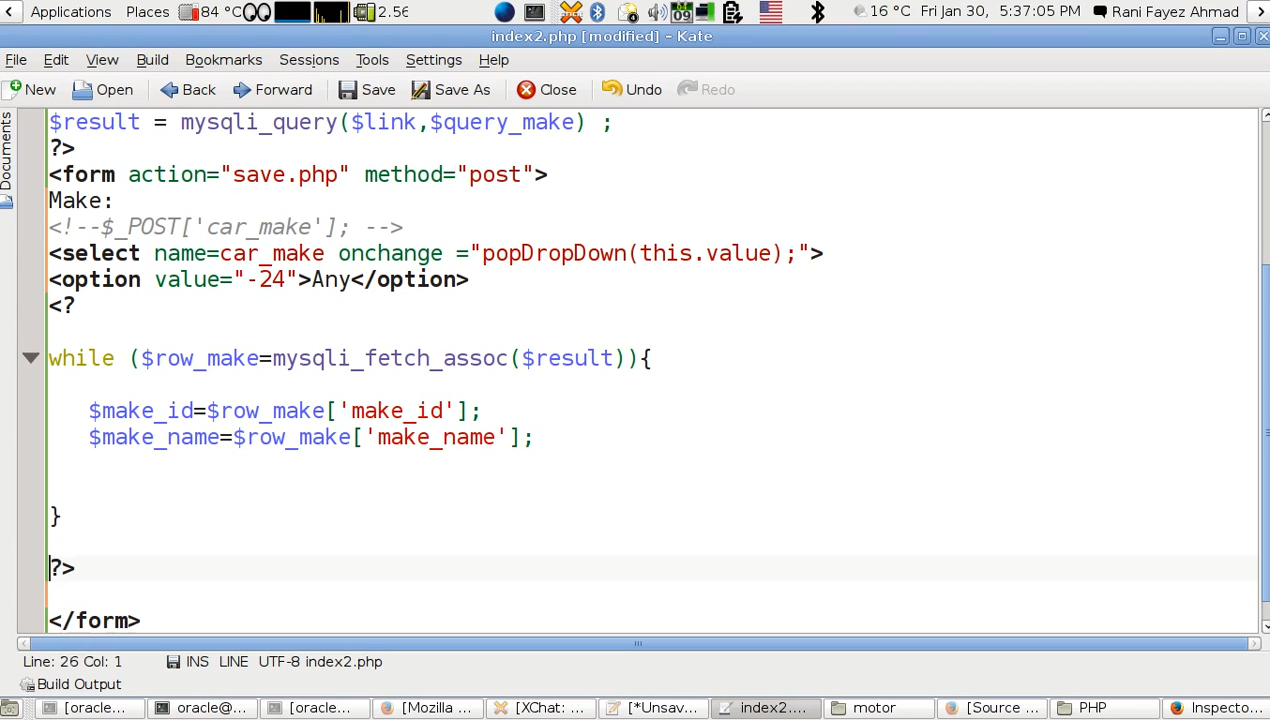 Applications Places 84 °C 2.56 09 16 °C Fri Jan 30, 5:37:05 PM Rani Fayez Ahmad
index2.php [modified] – Kate
File Edit View Build Bookmarks Sessions Tools Settings Help
New Open Back Forward Save Save As Close Undo Redo
Documents
$result = mysqli_query($link,$query_make) ;
?>
<form action="save.php" method="post">
Make:
<!--$_POST['car_make']; -->
<select name=car_make onchange ="popDropDown(this.value);">
<option value="-24">Any</option>
<?
while ($row_make=mysqli_fetch_assoc($result)){
$make_id=$row_make['make_id'];
$make_name=$row_make['make_name'];
}
?>
</form>
Line: 26 Col: 1 INS LINE UTF-8 index2.php
Build Output
[oracle... oracle@... [oracle... [Mozilla ... [XChat: ... [*Unsav... index2.... motor [Source ... PHP Inspecto...